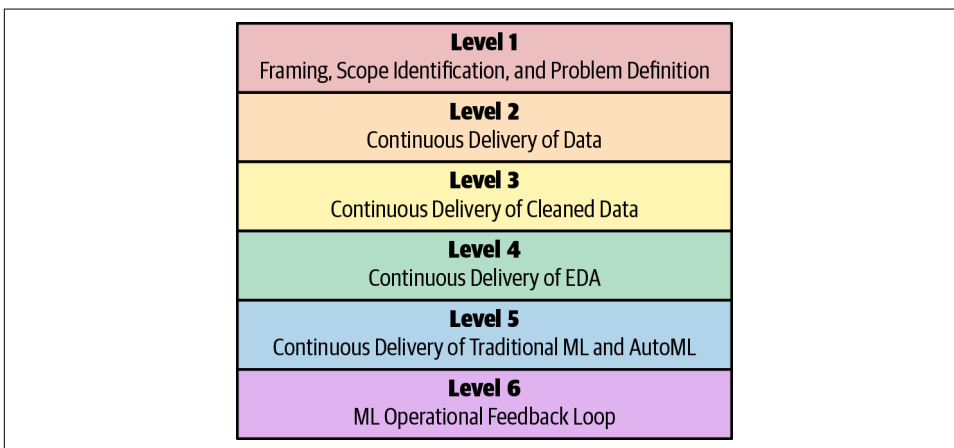 Level 1
Framing, Scope Identification, and Problem Definition
Level 2
Continuous Delivery of Data
Level 3
Continuous Delivery of Cleaned Data
Level 4
Continuous Delivery of EDA
Level 5
Continuous Delivery of Traditional ML and AutoML
Level 6
ML Operational Feedback Loop